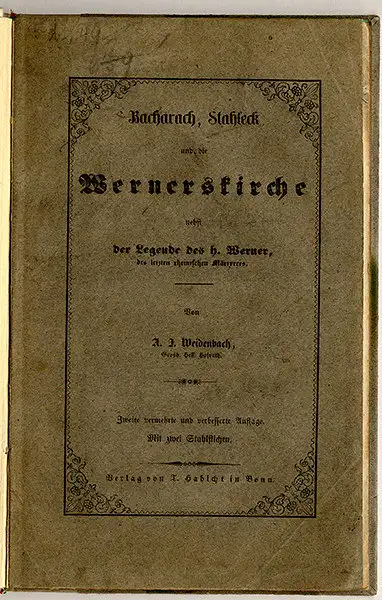 Bacharach, Stahleck
und die
Wernerskirche
nebst
der Legende des h. Werner,
des letzten rheinischen Märtyrers.
Von
A. J. Weidenbach,
Großh. Hess. Hofrath.
Zweite vermehrte und verbesserte Auflage.
Mit zwei Stahlstichen.
Verlag von T. Habicht in Bonn.